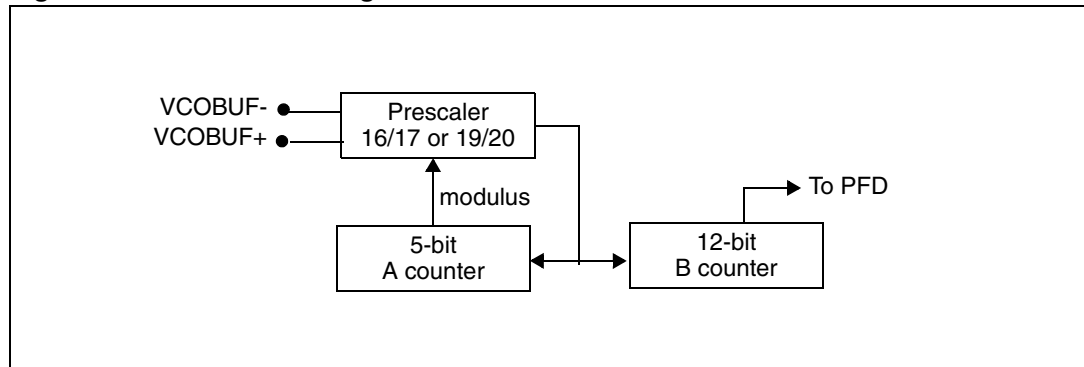 VCOBUF-
VCOBUF+
Prescaler
16/17 or 19/20
modulus
To PFD
5-bit
A counter
12-bit
B counter